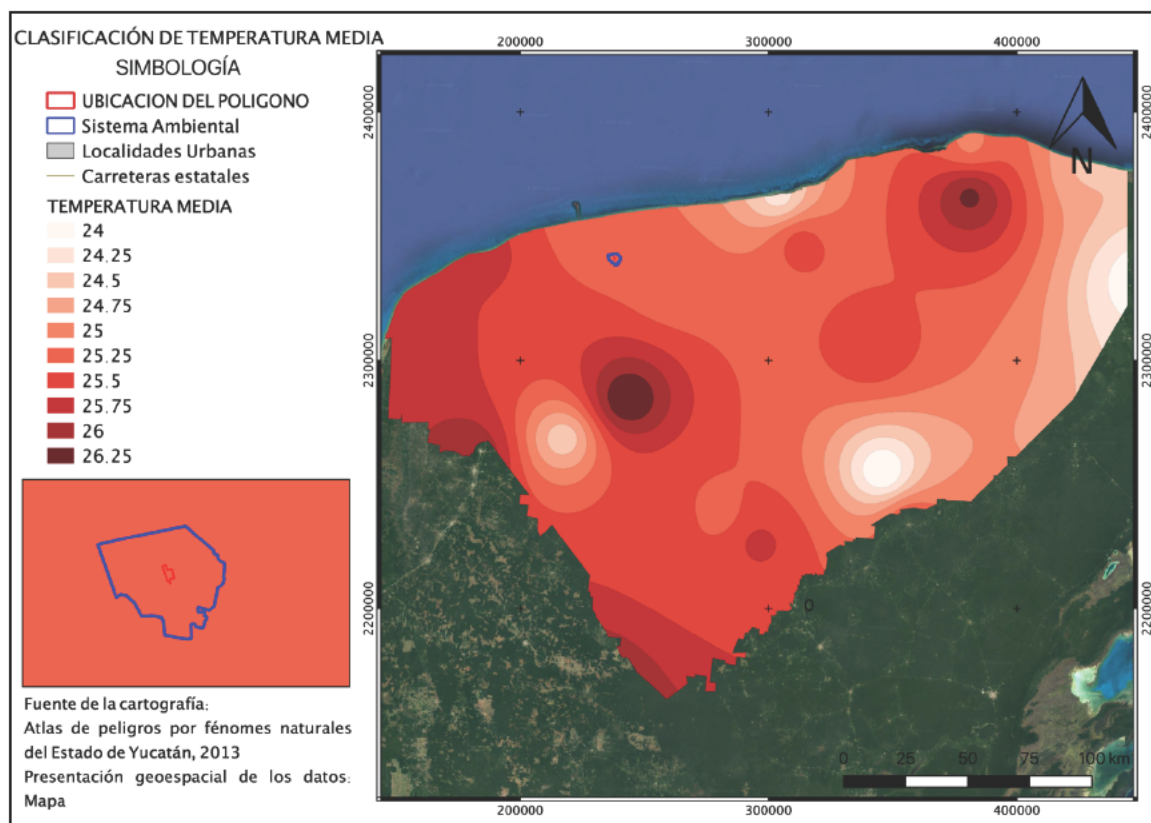 CLASIFICACIÓN DE TEMPERATURA MEDIA
SIMBOLOGÍA
UBICACION DEL POLIGONO
Sistema Ambiental
Localidades Urbanas
Carreteras estatales
TEMPERATURA MEDIA
24
24.25
24.5
24.75
25
25.25
25.5
25.75
26
26.25
Fuente de la cartografía:
Atlas de peligros por fénomes naturales
del Estado de Yucatán, 2013
Presentación geoespacial de los datos:
Mapa
200000 300000 400000
2400000 2400000
N
2300000 2300000
2200000 0 2200000
0 25 50 75 100 km
200000 300000 400000